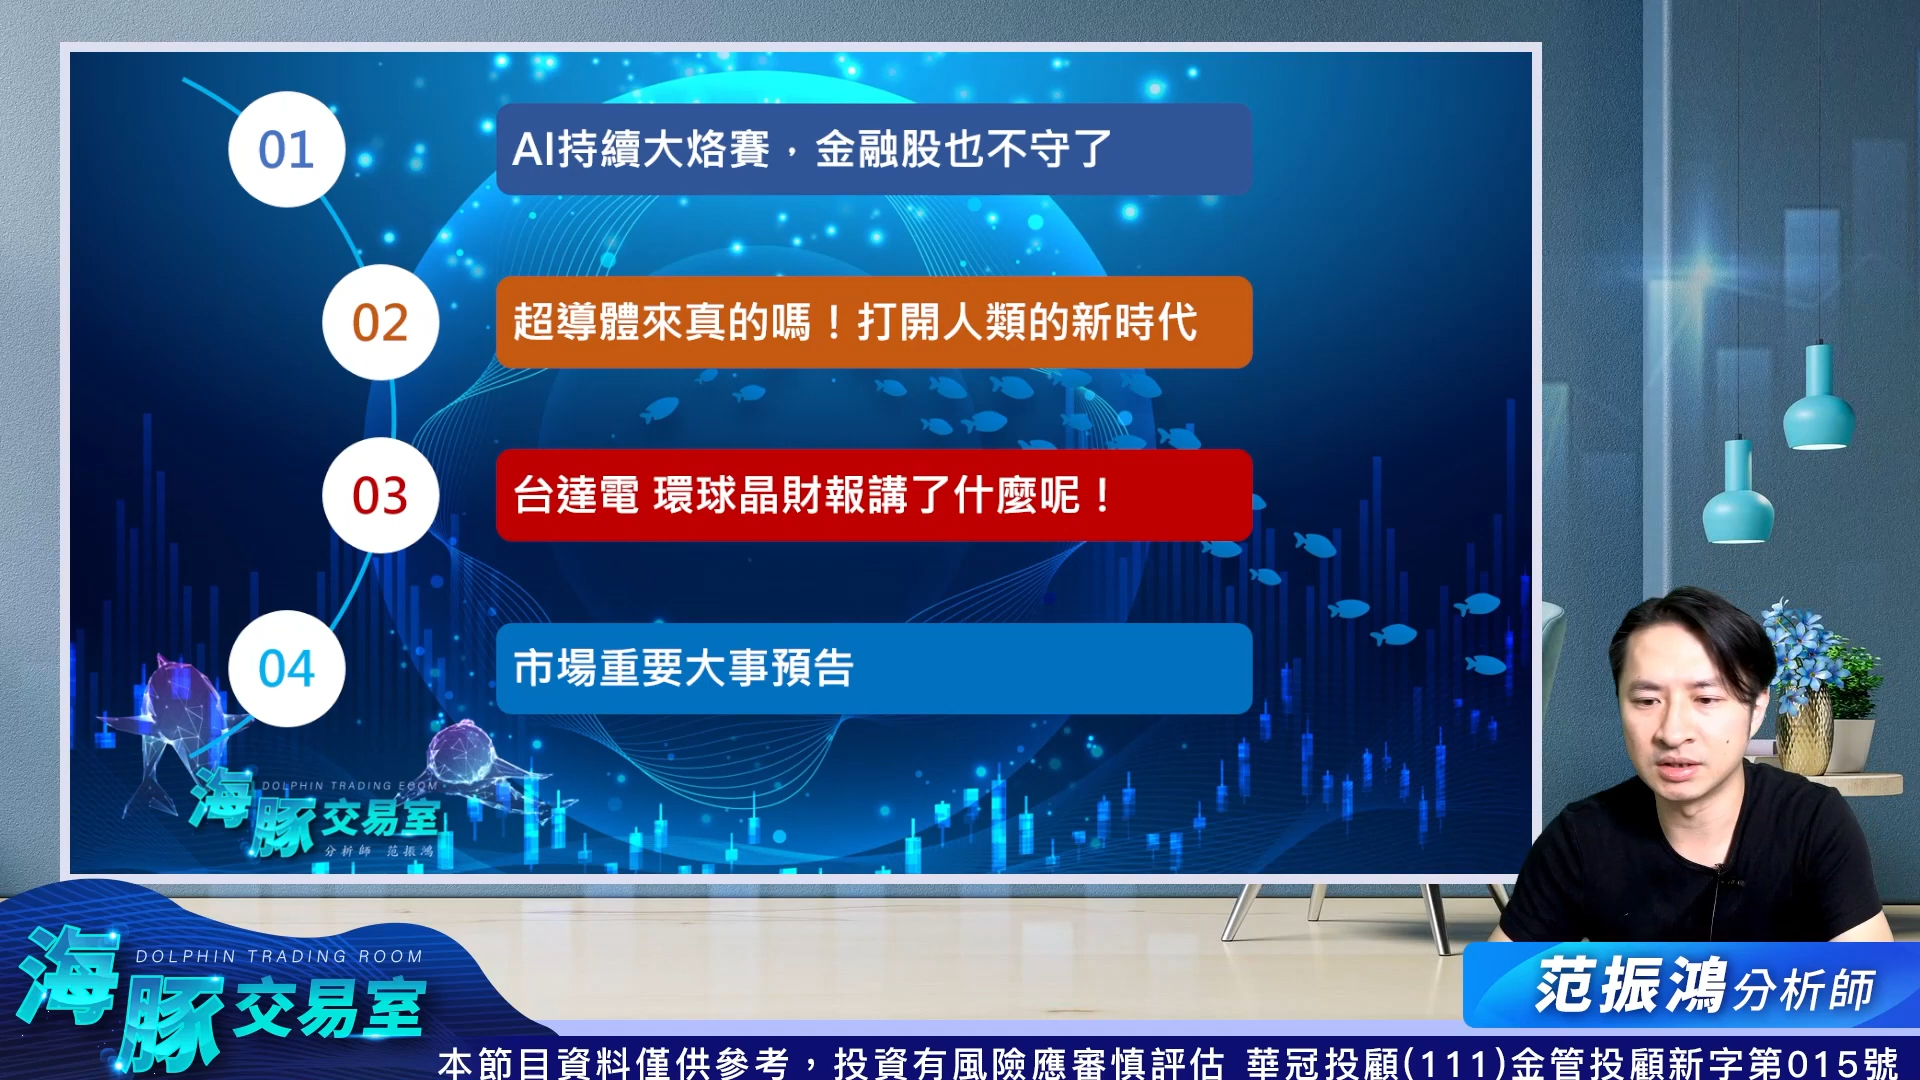 01
AI持續大烙賽，金融股也不守了
02
超導體來真的嗎！打開人類的新時代
03
台達電 環球晶財報講了什麼呢！
04
市場重要大事預告
DOLPHIN TRADING ROOM
海豚交易室
分析師 范振鴻
DOLPHIN TRADING ROOM
海豚交易室
范振鴻分析師
本節目資料僅供參考，投資有風險應審慎評估 華冠投顧(111)金管投顧新字第015號